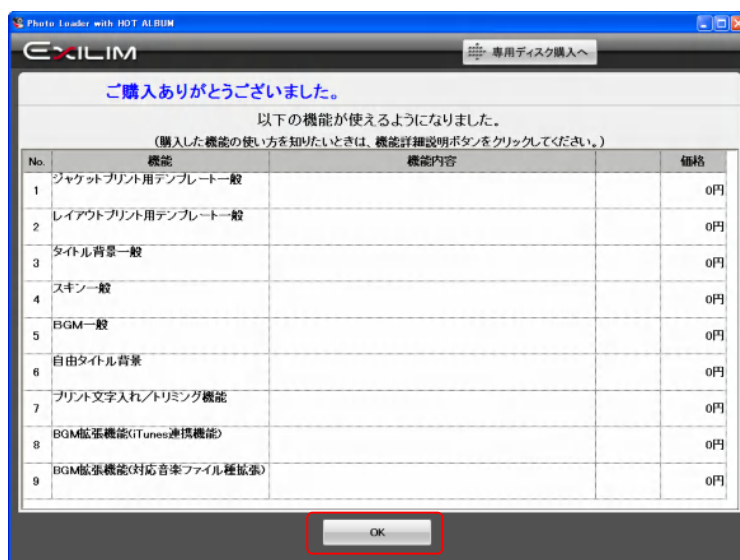 Photo Loader with HOT ALBUM
EXILIM
専用ディスク購入へ
ご購入ありがとうございました。
以下の機能が使えるようになりました。
(購入した機能の使い方を知りたいときは、機能詳細説明ボタンをクリックしてください。)
No. 機能 機能内容 価格
1 ジャケットプリント用テンプレート一般 0円
2 レイアウトプリント用テンプレート一般 0円
3 タイトル背景一般 0円
4 スキン一般 0円
5 BGM一般 0円
6 自由タイトル背景 0円
7 プリント文字入れ/トリミング機能 0円
8 BGM拡張機能(iTunes連携機能) 0円
9 BGM拡張機能(対応音楽ファイル種拡張) 0円
OK